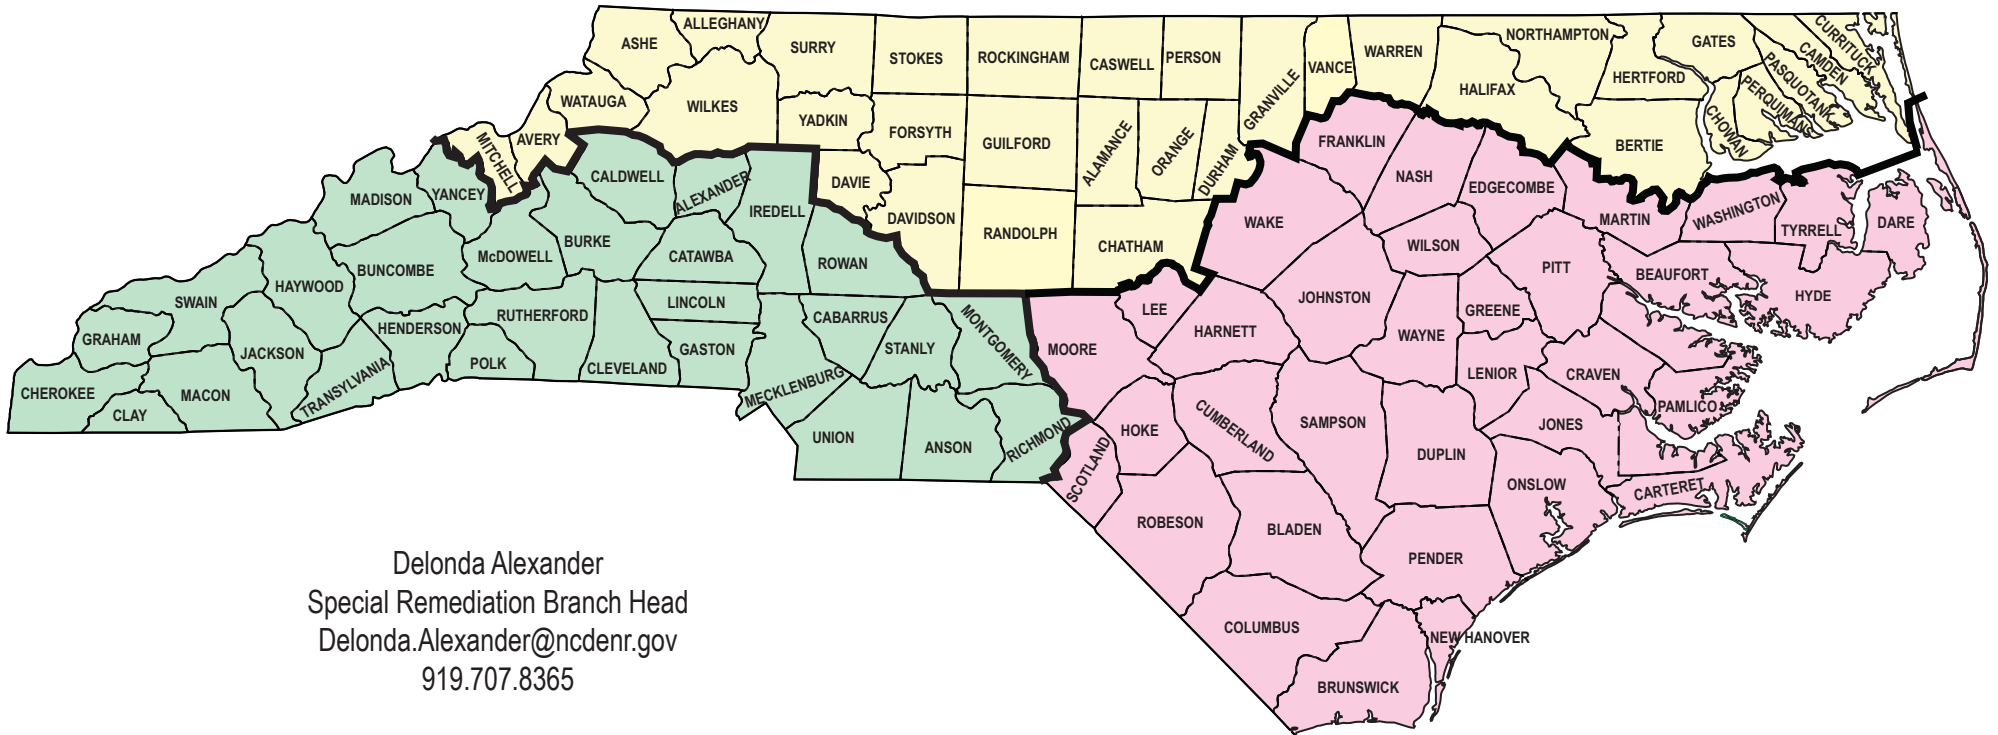 ALLEGHANY
ASHE
SURRY
STOKES
ROCKINGHAM
CASWELL
PERSON
GRANVILLE
VANCE
WARREN
NORTHAMPTON
GATES
CURRITUCK
CAMDEN
PASQUOTANK
PERQUIMANS
CHOWAN
HERTFORD
HALIFAX
BERTIE
WATAUGA
WILKES
YADKIN
FORSYTH
GUILFORD
ALAMANCE
ORANGE
DURHAM
AVERY
MITCHELL
DAVIE
DAVIDSON
RANDOLPH
CHATHAM
FRANKLIN
NASH
EDGECOMBE
MARTIN
WASHINGTON
TYRRELL
DARE
MADISON
YANCEY
CALDWELL
ALEXANDER
IREDELL
WAKE
WILSON
PITT
BEAUFORT
HYDE
BUNCOMBE
McDOWELL
BURKE
CATAWBA
ROWAN
SWAIN
HAYWOOD
LINCOLN
CABARRUS
MONTGOMERY
LEE
HARNETT
JOHNSTON
WAYNE
GREENE
GRAHAM
JACKSON
HENDERSON
RUTHERFORD
POLK
CLEVELAND
GASTON
STANLY
MOORE
LENIOR
CRAVEN
PAMLICO
CHEROKEE
CLAY
MACON
TRANSYLVANIA
MECKLENBURG
UNION
ANSON
RICHMOND
SCOTLAND
HOKE
CUMBERLAND
SAMPSON
DUPLIN
JONES
ONSLOW
CARTERET
ROBESON
BLADEN
PENDER
COLUMBUS
NEW HANOVER
BRUNSWICK
Delonda Alexander
Special Remediation Branch Head
Delonda.Alexander@ncdenr.gov
919.707.8365